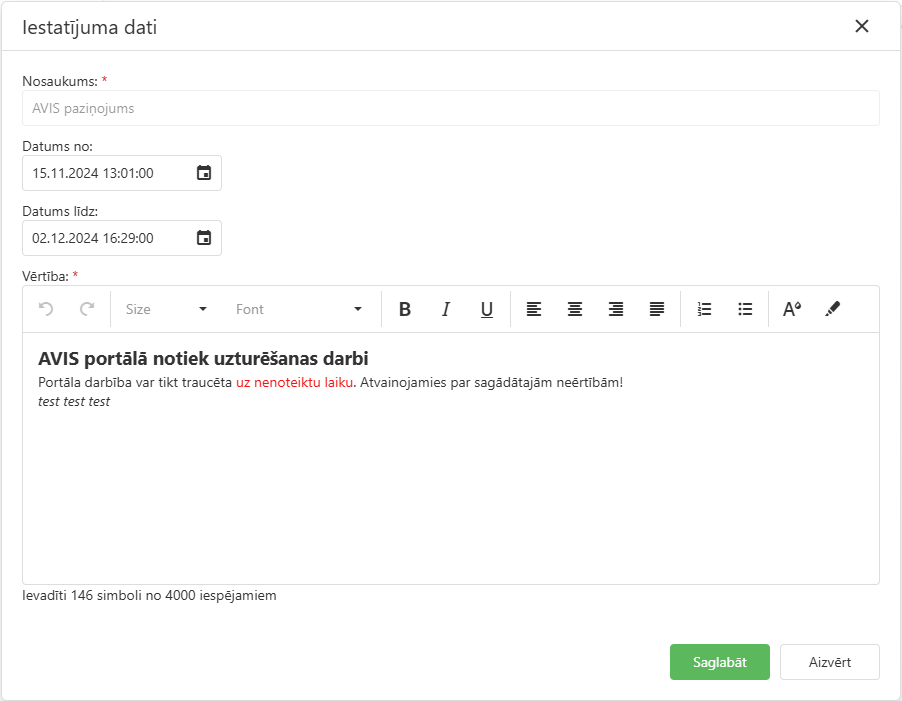 Iestatījuma dati
Nosaukums: *
AVIS paziņojums
Datums no:
15.11.2024 13:01:00
Datums līdz:
02.12.2024 16:29:00
Vērtība: *
Size Font B I U
AVIS portālā notiek uzturēšanas darbi
Portāla darbība var tikt traucēta uz nenoteiktu laiku. Atvainojamies par sagādātajām neērtībām!
test test test
Ievadīti 146 simboli no 4000 iespējamiem
Saglabāt Aizvērt